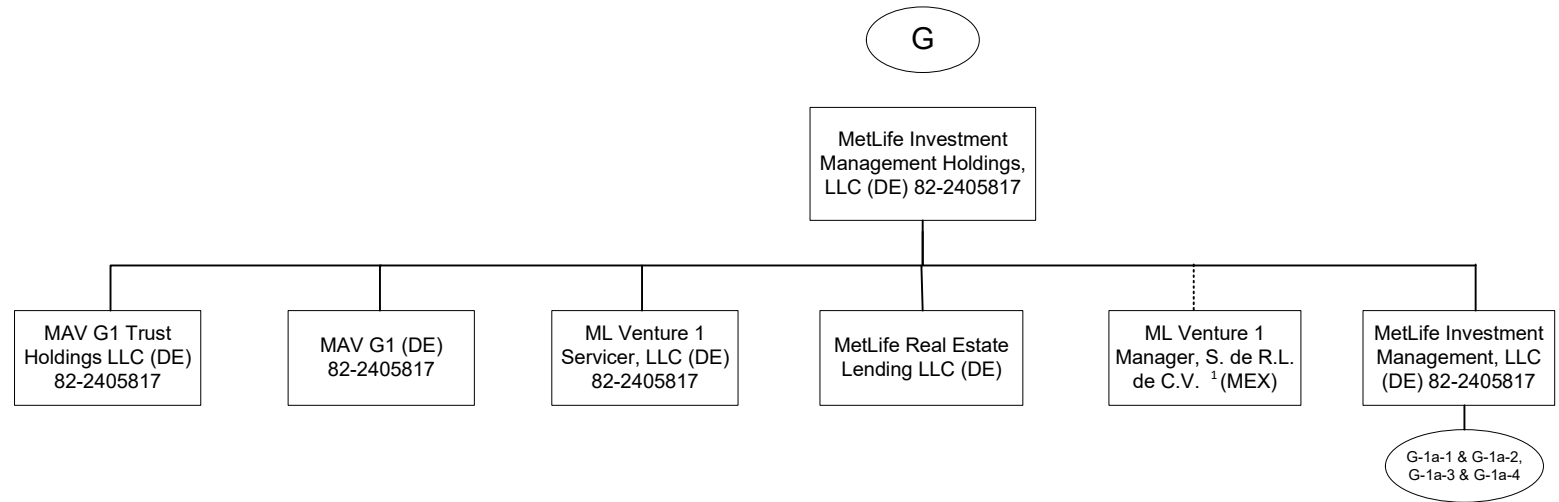 G
MetLife Investment
Management Holdings,
LLC (DE) 82-2405817
MAV G1 Trust
Holdings LLC (DE)
82-2405817
MAV G1 (DE)
82-2405817
ML Venture 1
Servicer, LLC (DE)
82-2405817
MetLife Real Estate
Lending LLC (DE)
ML Venture 1
Manager, S. de R.L.
de C.V. 1 (MEX)
MetLife Investment
Management, LLC
(DE) 82-2405817
G-1a-1 & G-1a-2,
G-1a-3 & G-1a-4